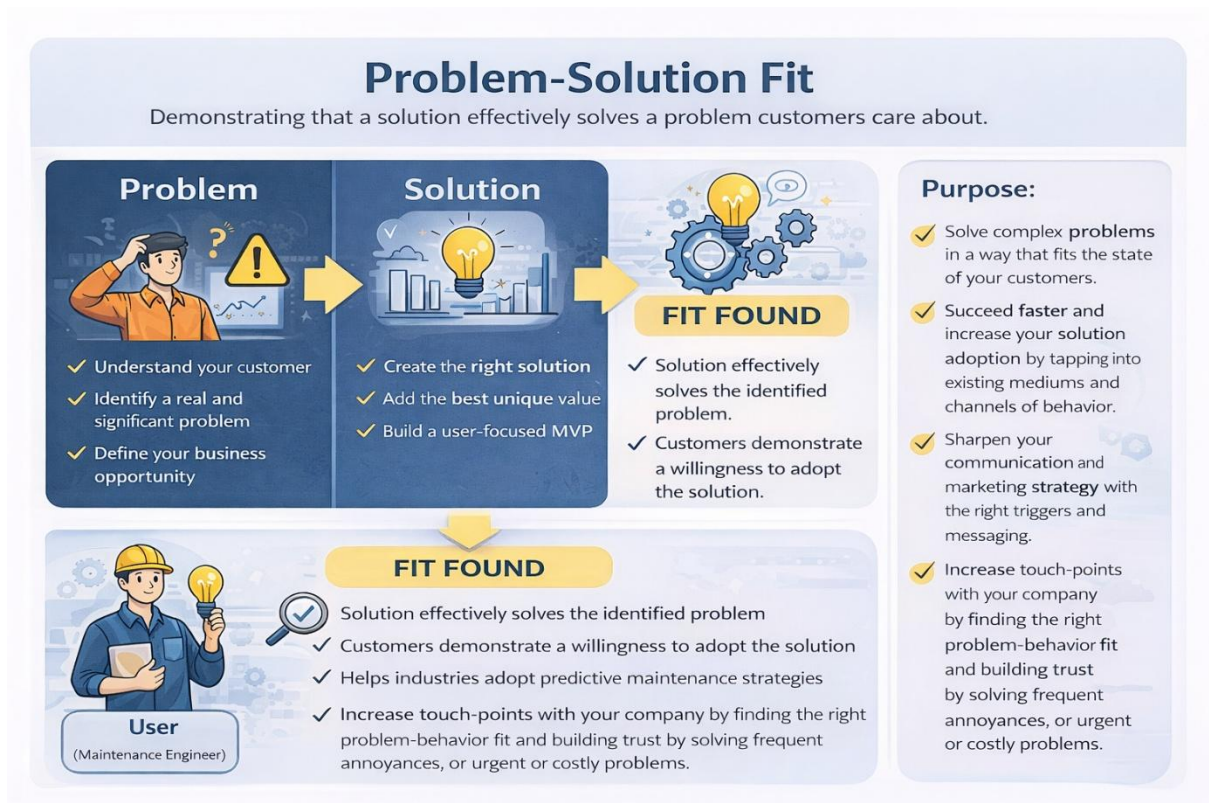 Problem-Solution Fit
Demonstrating that a solution effectively solves a problem customers care about.
Problem
?
!
✓ Understand your customer
✓ Identify a real and
significant problem
✓ Define your business
opportunity
Solution
✓ Create the right solution
✓ Add the best unique value
✓ Build a user-focused MVP
FIT FOUND
✓ Solution effectively
solves the identified
problem.
✓ Customers demonstrate
a willingness to adopt
the solution.
FIT FOUND
Solution effectively solves the identified problem
✓ Customers demonstrate a willingness to adopt the solution
✓ Helps industries adopt predictive maintenance strategies
✓ Increase touch-points with your company by finding the right
problem-behavior fit and building trust by solving frequent
annoyances, or urgent or costly problems.
User
(Maintenance Engineer)
Purpose:
✓ Solve complex problems
in a way that fits the state
of your customers.
✓ Succeed faster and
increase your solution
adoption by tapping into
existing mediums and
channels of behavior.
✓ Sharpen your
communication and
marketing strategy with
the right triggers and
messaging.
✓ Increase touch-points
with your company
by finding the right
problem-behavior fit
and building trust
by solving frequent
annoyances, or urgent
or costly problems.